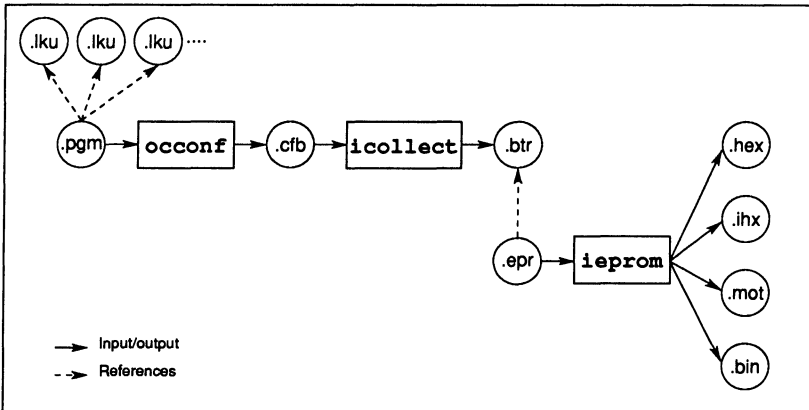 .lku .lku .lku ....
.pgm occonf .cfb icollect .btr .hex
.ihx
.epr ieprom
.mot
.bin
Input/output
References